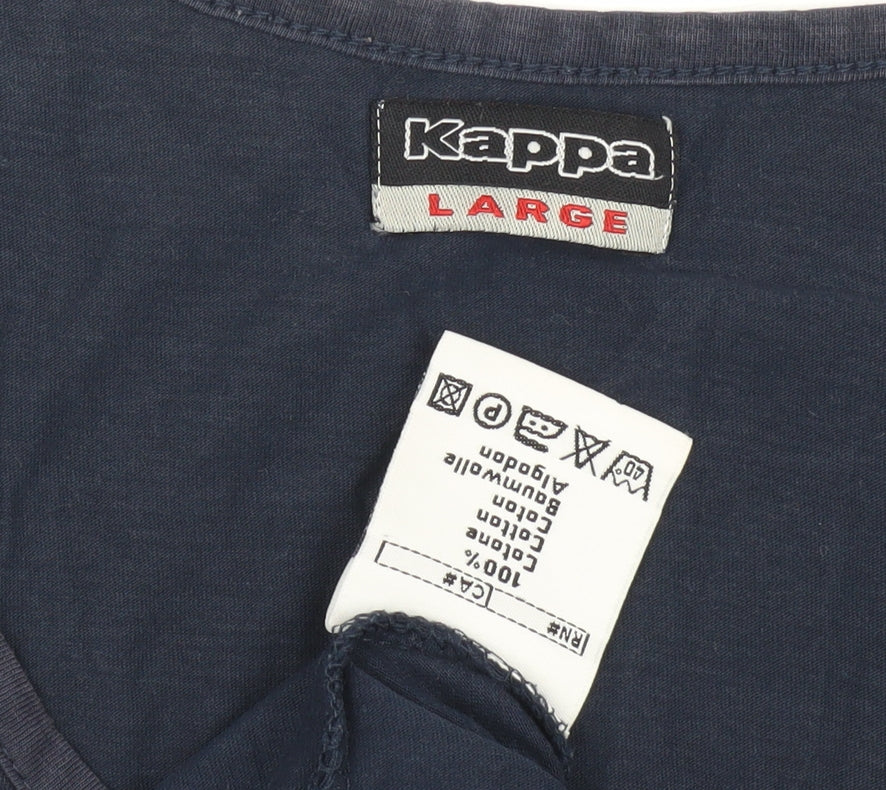 Kappa
LARGE
RN#
CA#
100%
Cotone
Cotton
Coton
Baumwolle
Algodon
40°
P